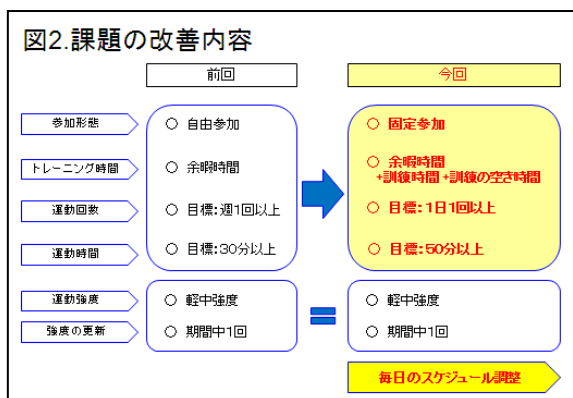 図2.課題の改善内容
前回
今回
参加形態
○ 自由参加
○ 固定参加
トレーニング時間
○ 余暇時間
○ 余暇時間
+訓練時間+訓練の空き時間
運動回数
○ 目標:週1回以上
○ 目標:1日1回以上
運動時間
○ 目標:30分以上
○ 目標:50分以上
運動強度
○ 軽中強度
○ 軽中強度
強度の更新
○ 期間中1回
○ 期間中1回
毎日のスケジュール調整